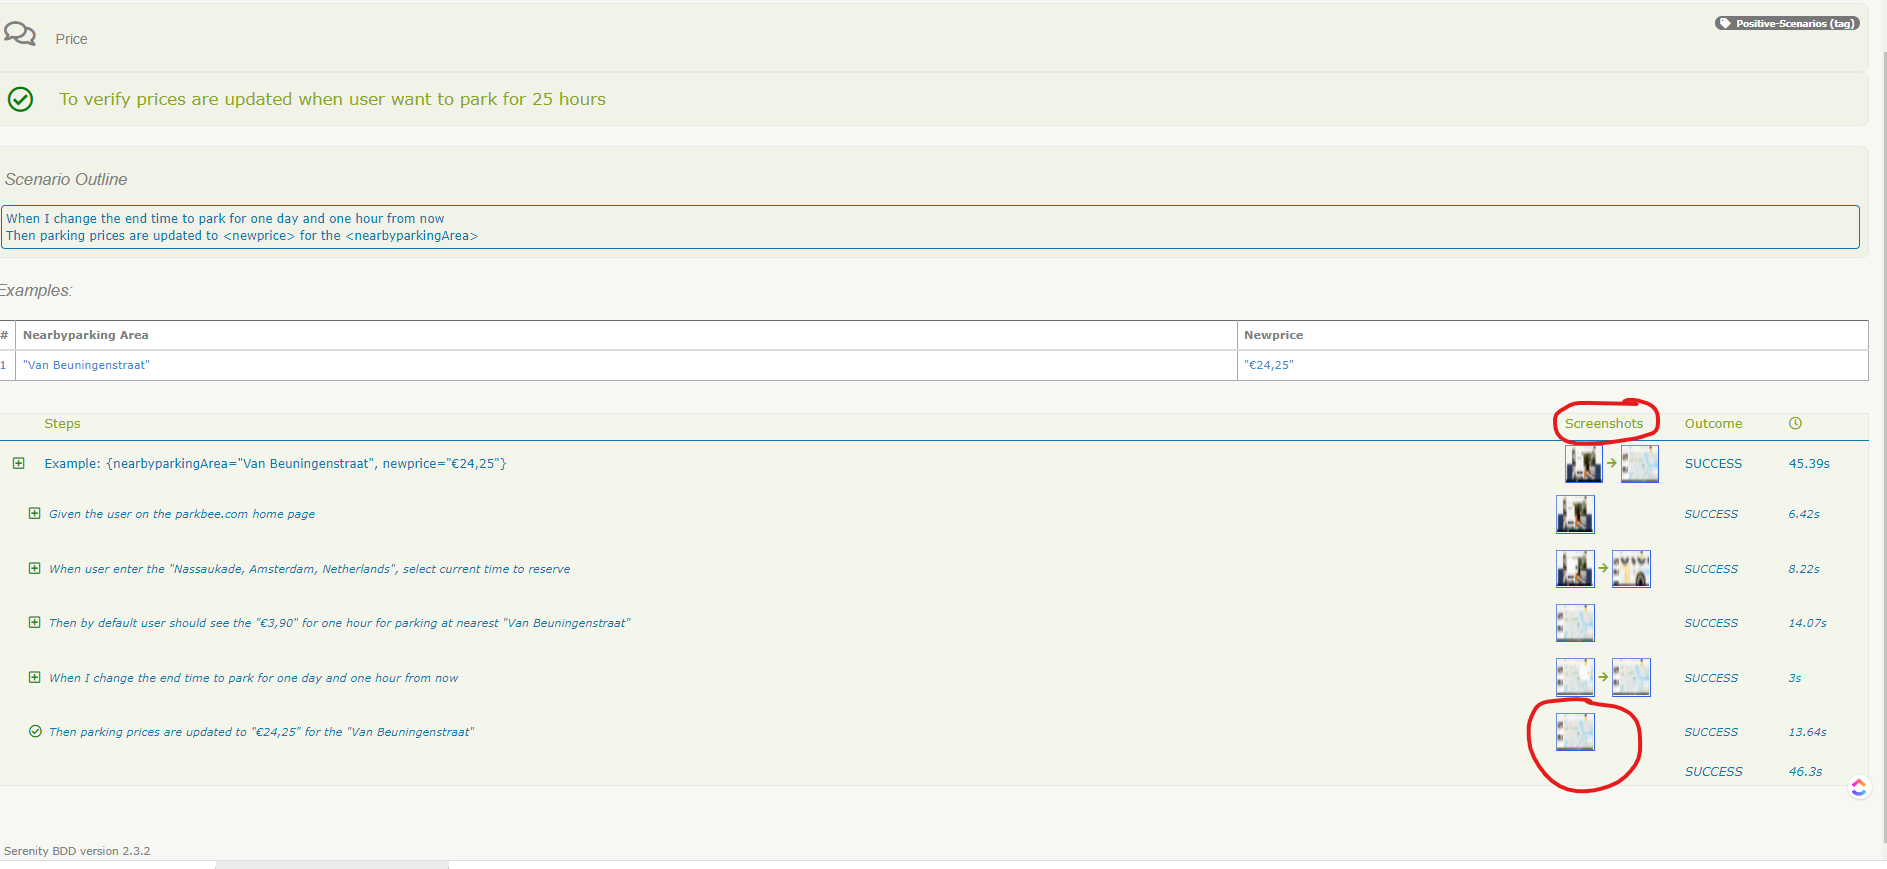 Price
Positive-Scenarios (tag)
To verify prices are updated when user want to park for 25 hours
Scenario Outline
When I change the end time to park for one day and one hour from now
Then parking prices are updated to <newprice> for the <nearbyparkingArea>
Examples:
# Nearbyparking Area Newprice
1 "Van Beuningenstraat" "€24,25"
Steps Screenshots Outcome
Example: {nearbyparkingArea="Van Beuningenstraat", newprice="€24,25"} SUCCESS 45.39s
Given the user on the parkbee.com home page SUCCESS 6.42s
When user enter the "Nassaukade, Amsterdam, Netherlands", select current time to reserve SUCCESS 8.22s
Then by default user should see the "€3,90" for one hour for parking at nearest "Van Beuningenstraat" SUCCESS 14.07s
When I change the end time to park for one day and one hour from now SUCCESS 3s
Then parking prices are updated to "€24,25" for the "Van Beuningenstraat" SUCCESS 13.64s
SUCCESS 46.3s
Serenity BDD version 2.3.2